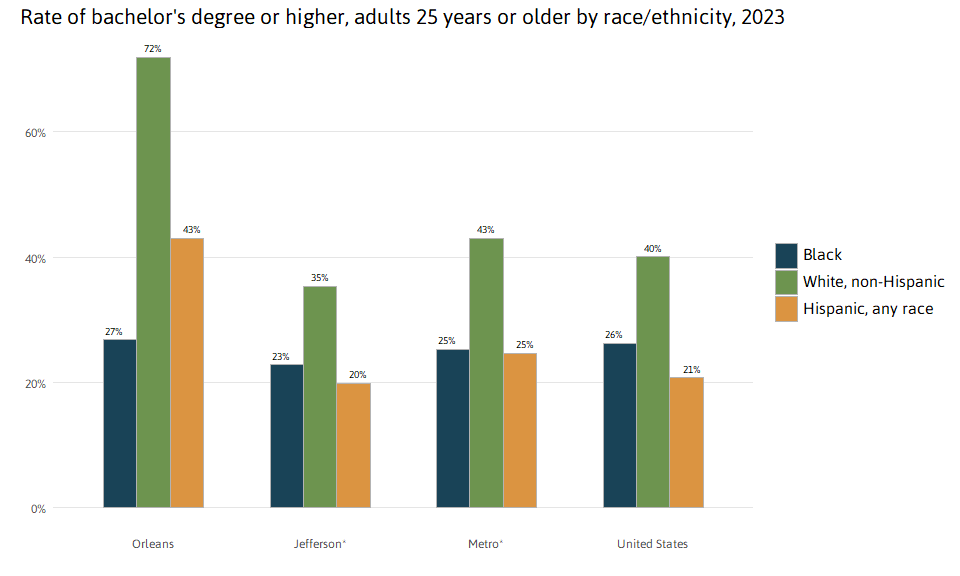 Rate of bachelor's degree or higher, adults 25 years or older by race/ethnicity, 2023
72%
60%
43%
43%
40%
40%
35%
27%
23%
20%
25%
25%
26%
21%
20%
0%
Orleans
Jefferson*
Metro*
United States
Black
White, non-Hispanic
Hispanic, any race